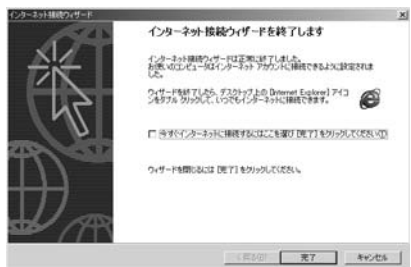 インターネット接続ウィザード
インターネット接続ウィザードを終了します
インターネット接続ウィザードは正常に終了しました。
お使いのコンピュータはインターネット アカウントに接続できるように設定されま
した。
ウィザードを終了したら、デスクトップ上の [Internet Explorer] アイコ
ンをダブル クリックして、いつでもインターネットに接続できます。
今すぐインターネットに接続するにはここを選び [完了] をクリックしてください(I)
ウィザードを閉じるには [完了] をクリックしてください。
< 戻る(B)
完了
キャンセル